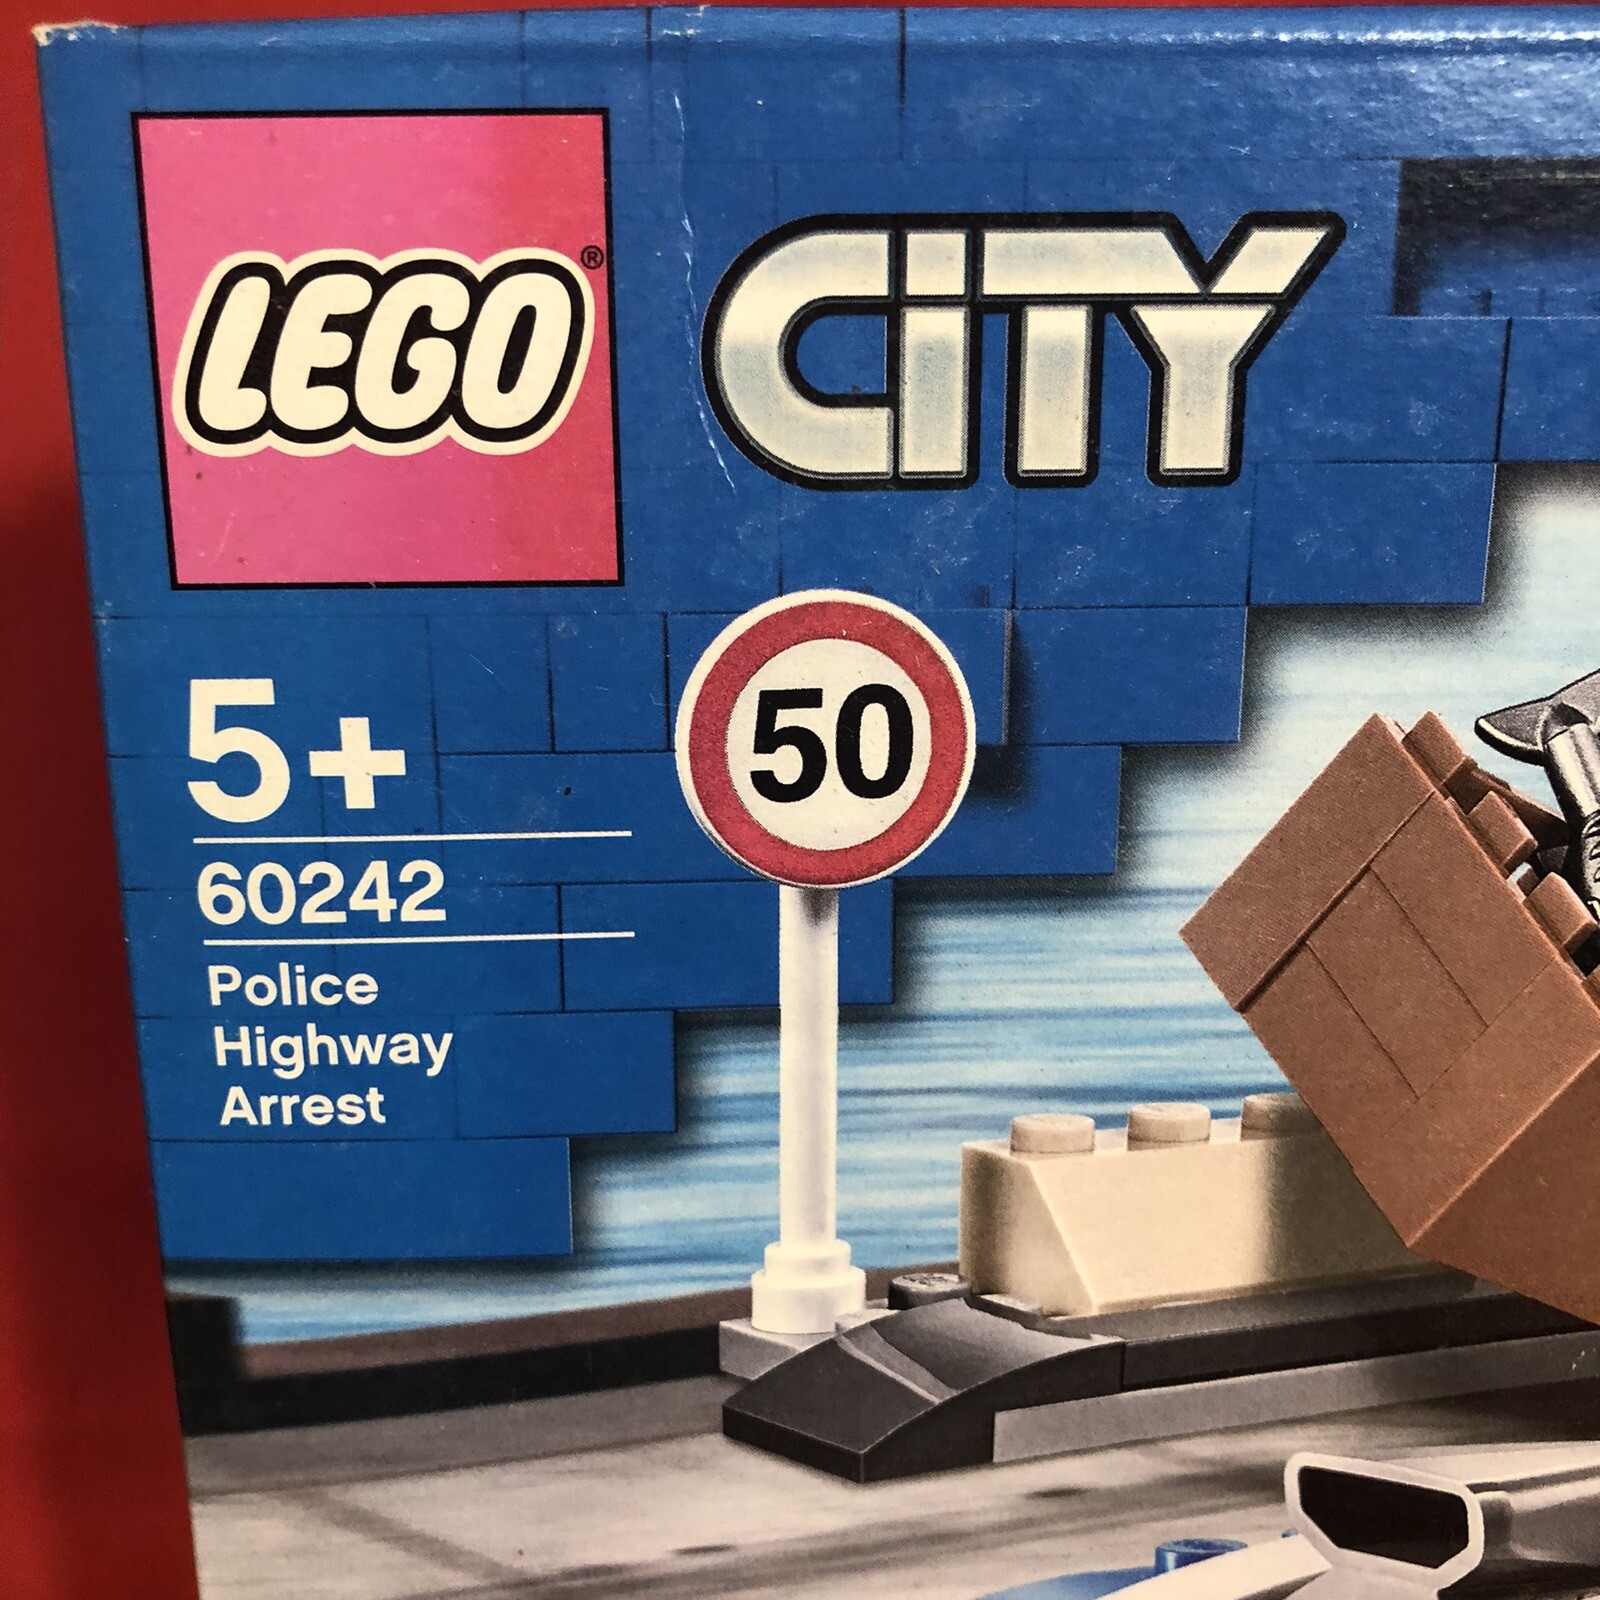 LEGO®
CITY
50
5+
60242
Police
Highway
Arrest